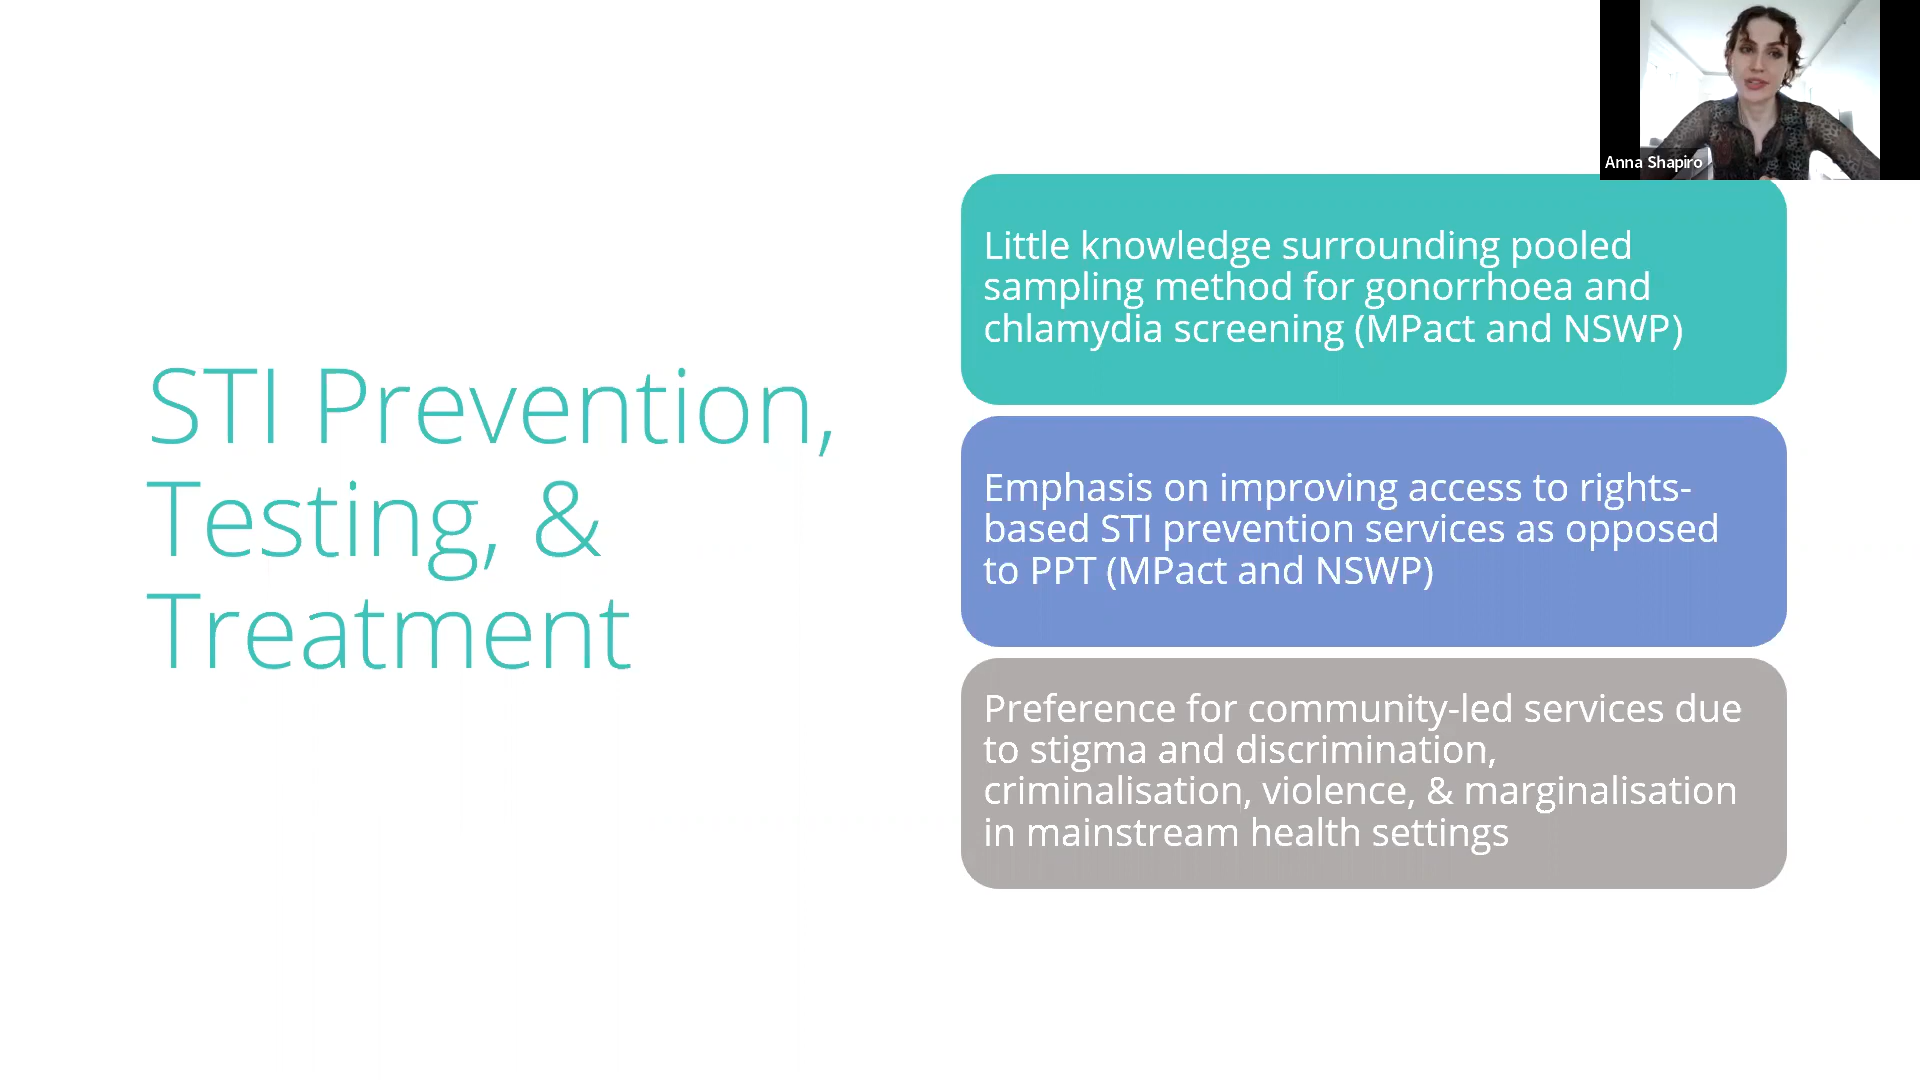 Anna Shapiro
STI Prevention,
Testing, &
Treatment
Little knowledge surrounding pooled
sampling method for gonorrhoea and
chlamydia screening (MPact and NSWP)
Emphasis on improving access to rights-
based STI prevention services as opposed
to PPT (MPact and NSWP)
Preference for community-led services due
to stigma and discrimination,
criminalisation, violence, & marginalisation
in mainstream health settings